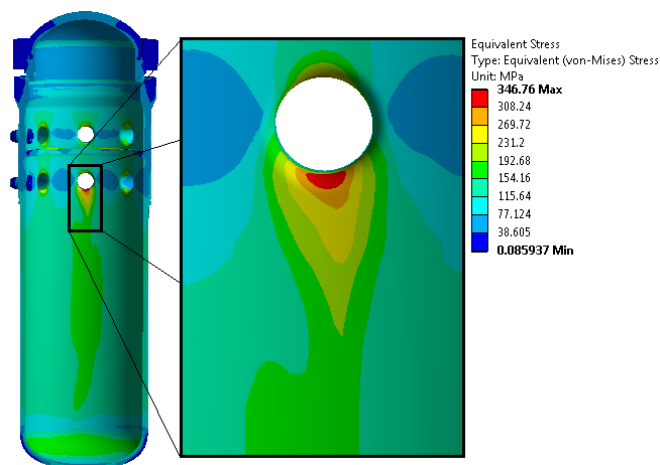 Equivalent Stress
Type: Equivalent (von-Mises) Stress
Unit: MPa
346.76 Max
308.24
269.72
231.2
192.68
154.16
115.64
77.124
38.605
0.085937 Min